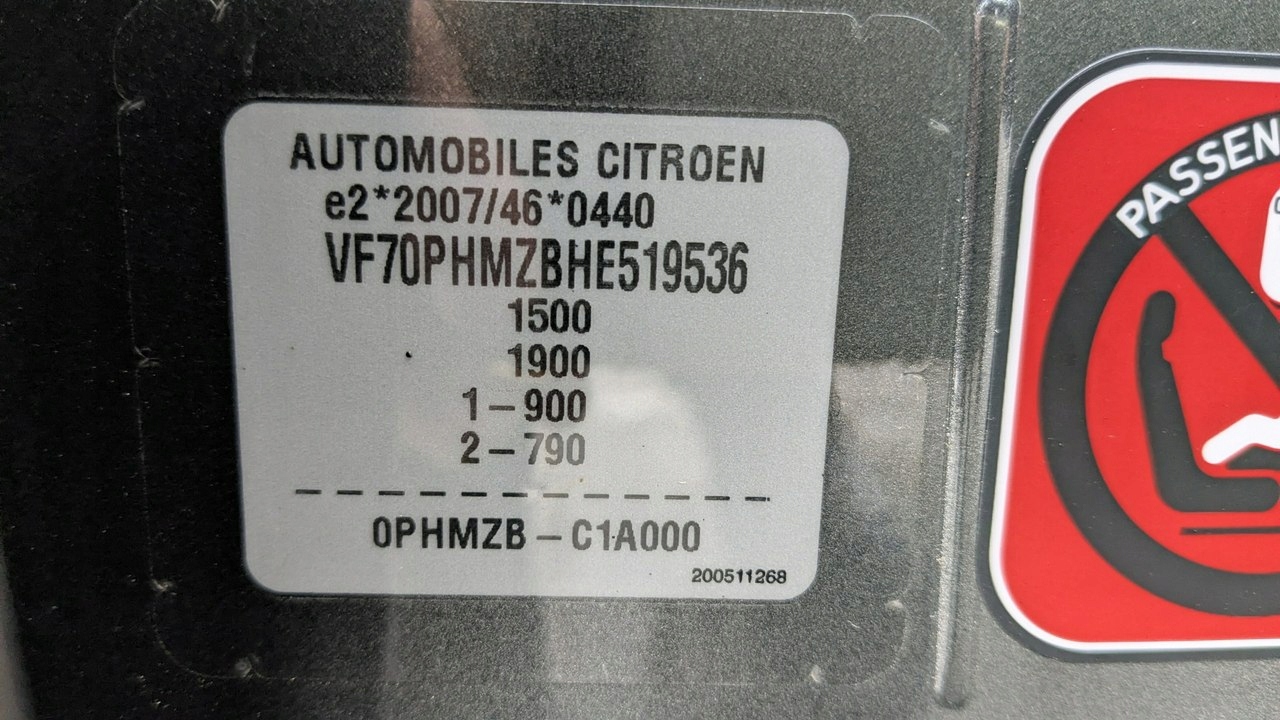 AUTOMOBILES CITROEN
e2*2007/46*0440
VF70PHMZBHE519536
1500
1900
1-900
2-790
0PHMZB-C1A000
200511268
PASSEN